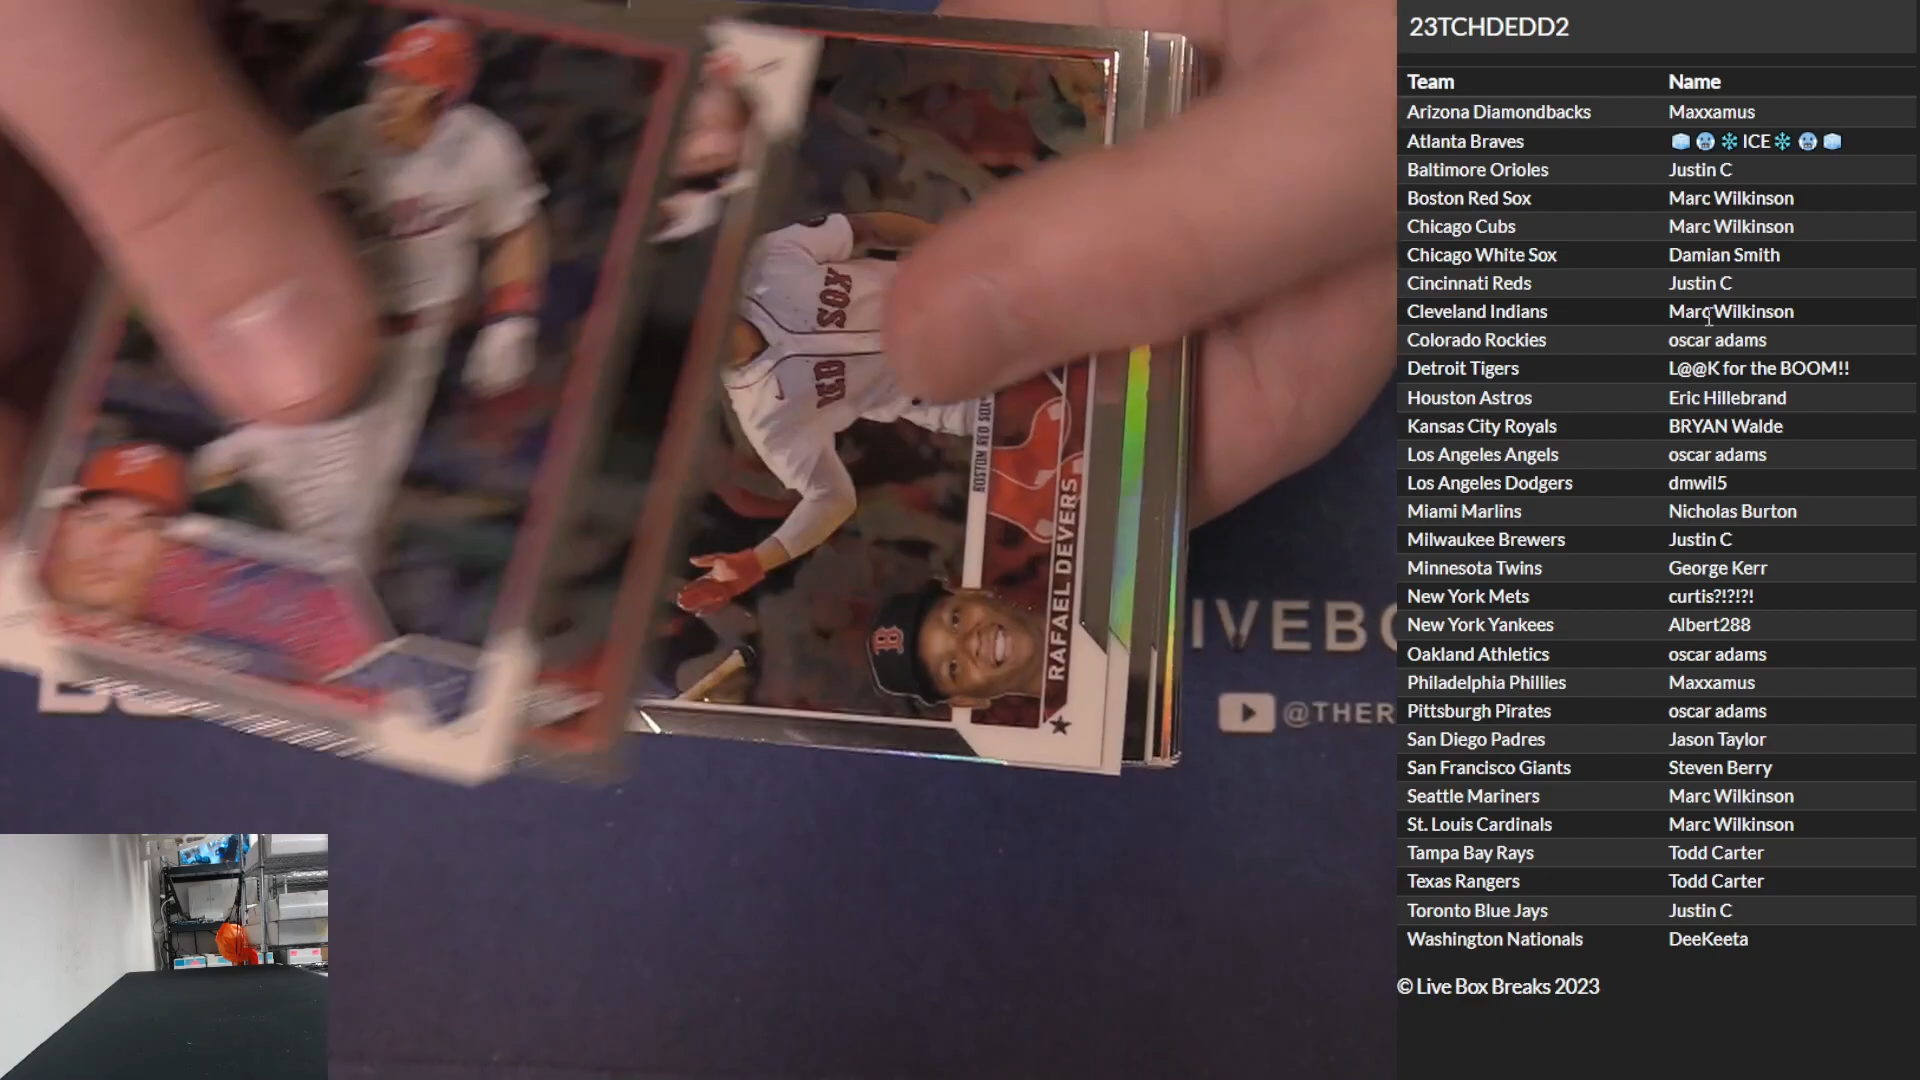 23TCHDEDD2
Team Name
Arizona Diamondbacks Maxxamus
Atlanta Braves 🧊🥶❄ICE❄🥶🧊
Baltimore Orioles Justin C
Boston Red Sox Marc Wilkinson
Chicago Cubs Marc Wilkinson
Chicago White Sox Damian Smith
Cincinnati Reds Justin C
Cleveland Indians Marc Wilkinson
Colorado Rockies oscar adams
Detroit Tigers L@@K for the BOOM!!
Houston Astros Eric Hillebrand
Kansas City Royals BRYAN Walde
Los Angeles Angels oscar adams
Los Angeles Dodgers dmwil5
Miami Marlins Nicholas Burton
Milwaukee Brewers Justin C
Minnesota Twins George Kerr
New York Mets curtis?!?!?!
New York Yankees Albert288
Oakland Athletics oscar adams
Philadelphia Phillies Maxxamus
Pittsburgh Pirates oscar adams
San Diego Padres Jason Taylor
San Francisco Giants Steven Berry
Seattle Mariners Marc Wilkinson
St. Louis Cardinals Marc Wilkinson
Tampa Bay Rays Todd Carter
Texas Rangers Todd Carter
Toronto Blue Jays Justin C
Washington Nationals DeeKeeta
© Live Box Breaks 2023
RED SOX
BOSTON RED SOX
RAFAEL DEVERS
B
LIVEBO
@THER